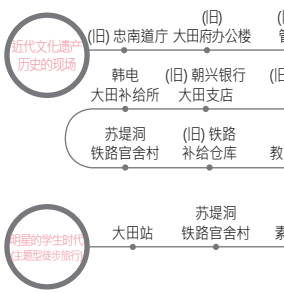 近代文化遗产
历史的现场
(旧) 忠南道厅
(旧)
大田府办公楼
韩电
大田补给所
(旧) 朝兴银行
大田支店
苏堤洞
铁路官舍村
(旧) 铁路
补给仓库
教
明星的学生时代
(主题型徒步旅行)
大田站
苏堤洞
铁路官舍村